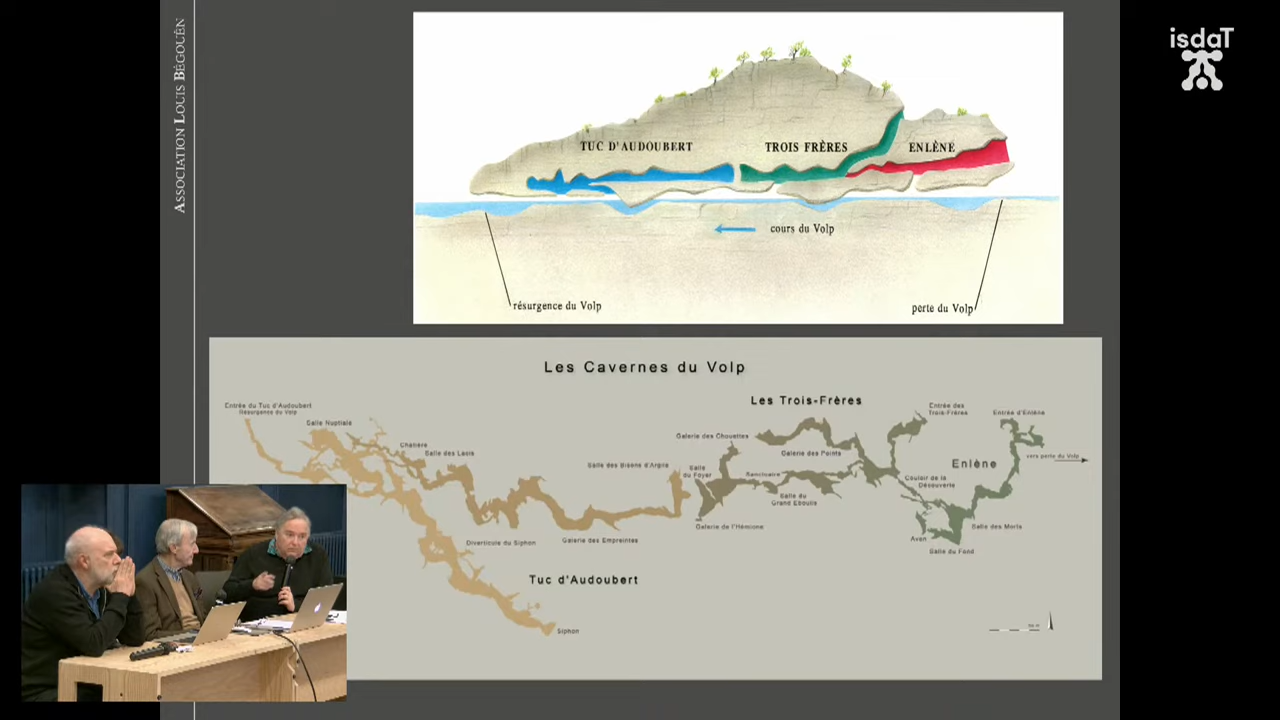 ASSOCIATION LOUIS BÉGOUËN
isdaT
TUC D'AUDOUBERT
TROIS FRÈRES
ENLÈNE
cours du Volp
résurgence du Volp
perte du Volp
Les Cavernes du Volp
Les Trois-Frères
Entrée du Tuc d'Audoubert
Résurgence du Volp
Salle Nuptiale
Chatière
Salle des Lacis
Diverticule du Siphon
Galerie des Empreintes
Salle des Bisons d'Argile
Tuc d'Audoubert
Siphon
Galerie des Chouettes
Salle
du Foyer
Galerie de l'Hémione
Sanctuaire
Galerie des Points
Salle du
Grand Eboulis
Entrée des
Trois-Frères
Entrée d'Enlène
vers perte du Volp
Enlène
Couloir de la
Découverte
Salle des Morts
Aven
Salle du Fond